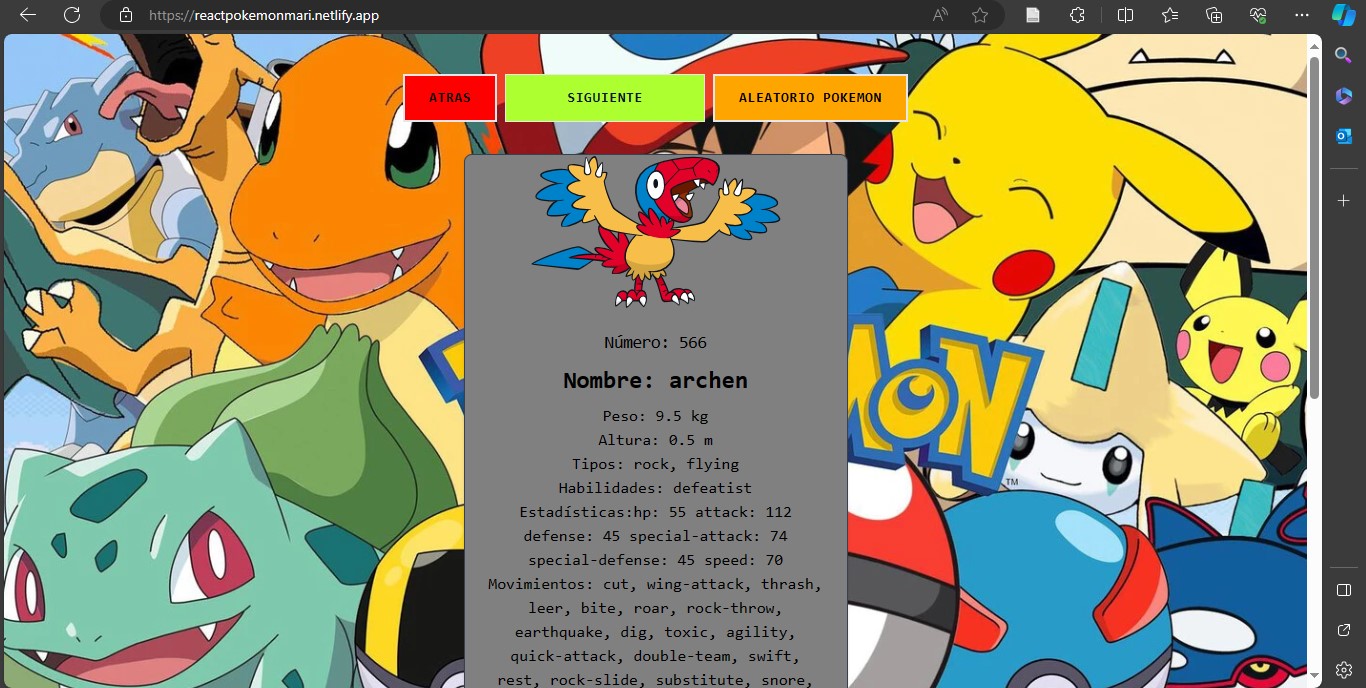 https://reactpokemonmari.netlify.app
ATRAS
SIGUIENTE
ALEATORIO POKEMON
Número: 566
Nombre: archen
Peso: 9.5 kg
Altura: 0.5 m
Tipos: rock, flying
Habilidades: defeatist
Estadísticas:hp: 55 attack: 112
defense: 45 special-attack: 74
special-defense: 45 speed: 70
Movimientos: cut, wing-attack, thrash,
leer, bite, roar, rock-throw,
earthquake, dig, toxic, agility,
quick-attack, double-team, swift,
rest, rock-slide, substitute, snore,
MON
TM